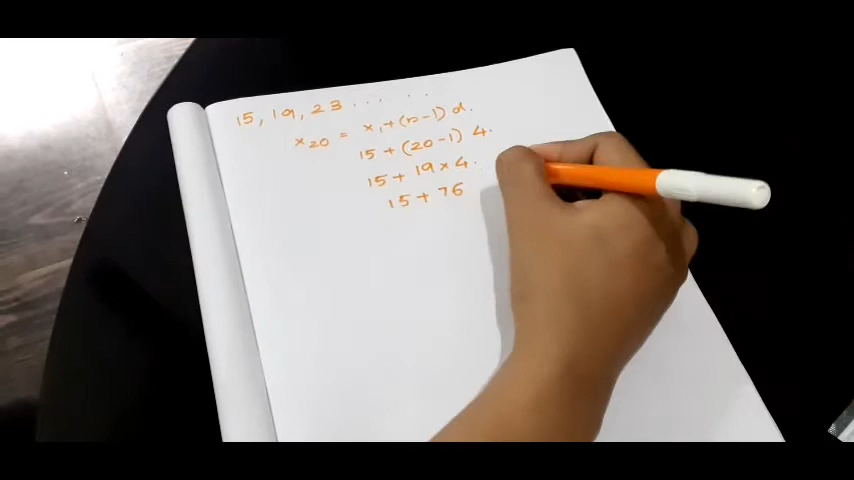 15, 19, 23 ... ..
x₂₀ = x₁+(n-1) d.
15 + (20-1) 4.
15 + 19 × 4.
15 + 76